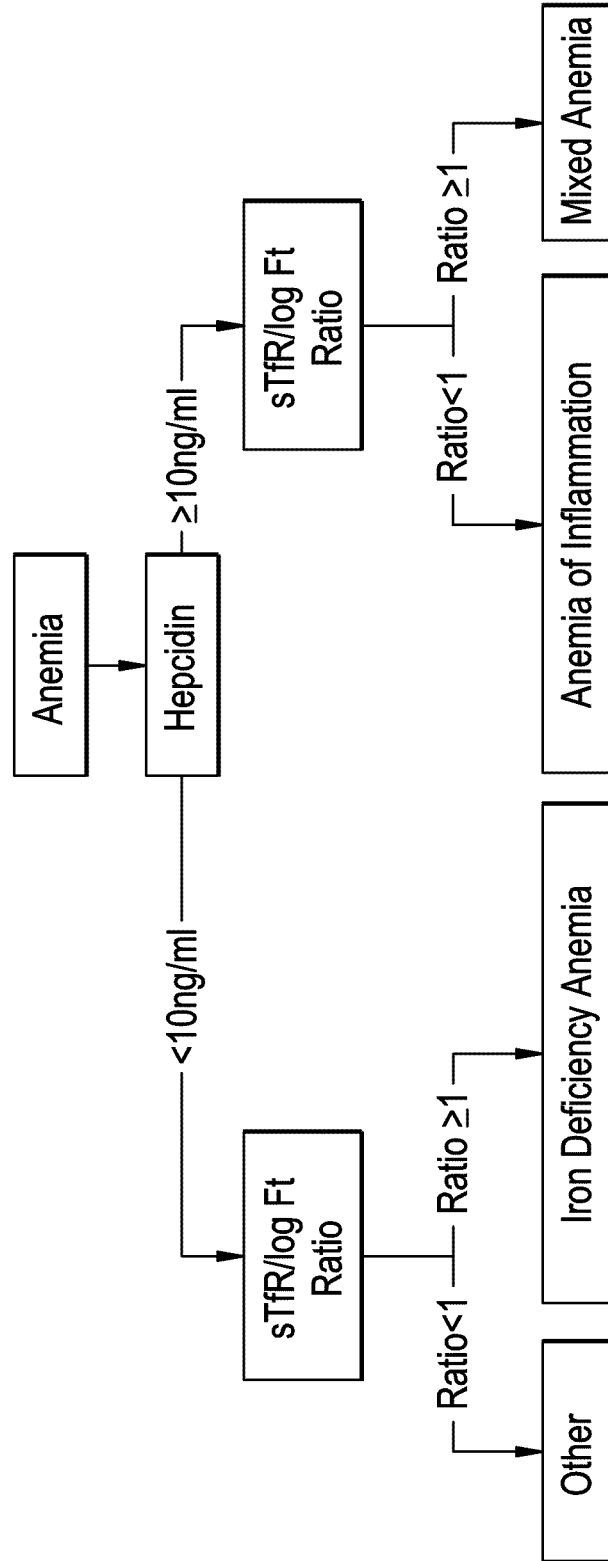 Anemia
Hepcidin
<10ng/ml
≥10ng/ml
sTfR/log Ft
Ratio
sTfR/log Ft
Ratio
Ratio<1
Ratio ≥1
Ratio<1
Ratio ≥1
Other
Iron Deficiency Anemia
Anemia of Inflammation
Mixed Anemia